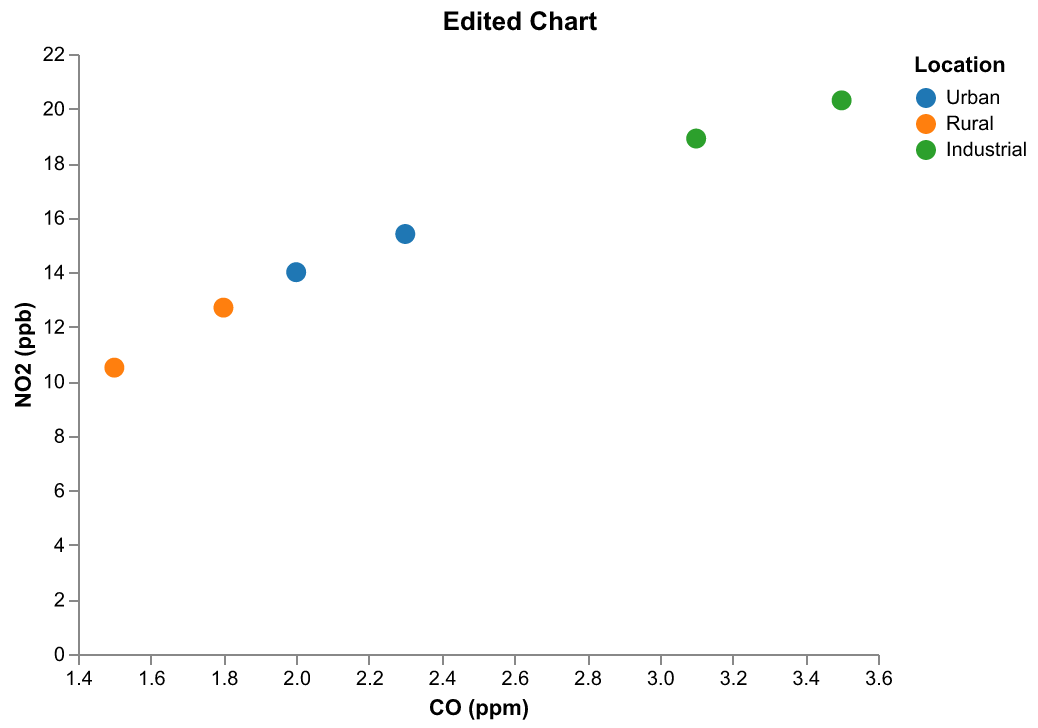 Edited Chart
22
20
18
16
14
12
10
8
6
4
2
0
NO2 (ppb)
1.4 1.6 1.8 2.0 2.2 2.4 2.6 2.8 3.0 3.2 3.4 3.6
CO (ppm)
Location
Urban
Rural
Industrial